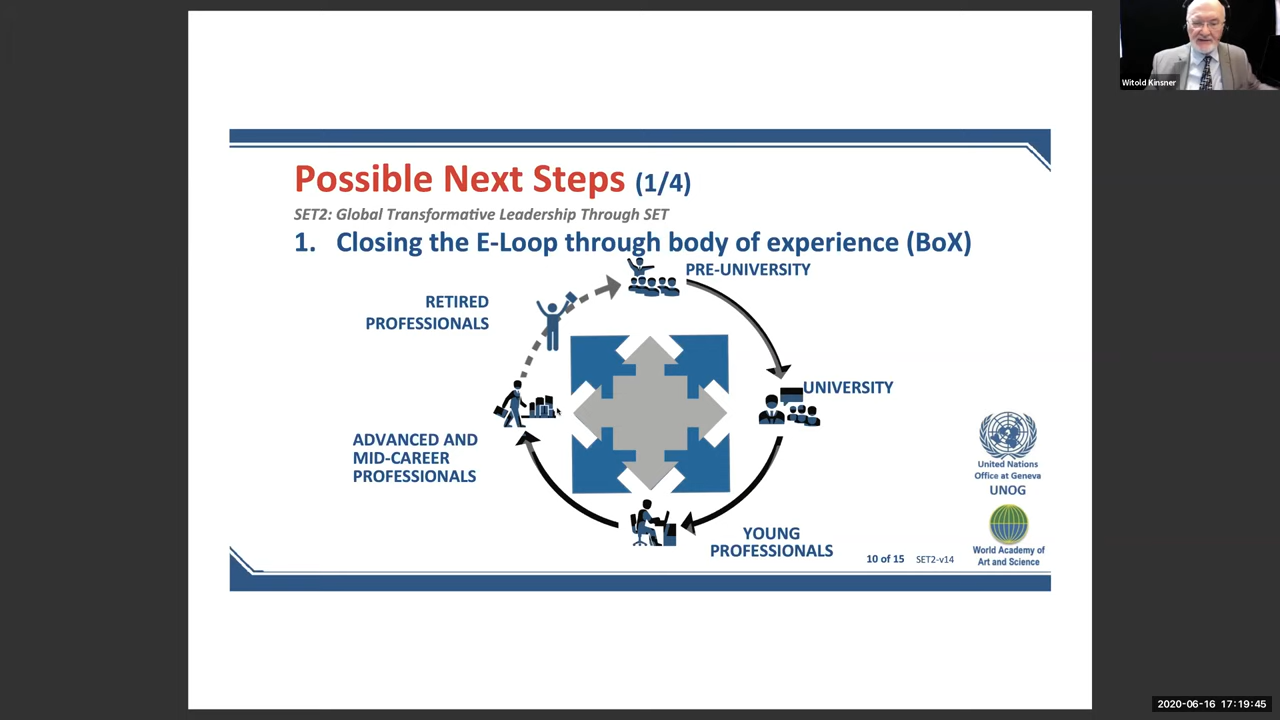 Witold Kinsner
Possible Next Steps (1/4)
SET2: Global Transformative Leadership Through SET
1. Closing the E-Loop through body of experience (BoX)
PRE-UNIVERSITY
RETIRED
PROFESSIONALS
UNIVERSITY
ADVANCED AND
MID-CAREER
PROFESSIONALS
United Nations
Office at Geneva
UNOG
YOUNG
PROFESSIONALS
World Academy of
Art and Science
10 of 15 SET2-v14
2020-06-16 17:19:45